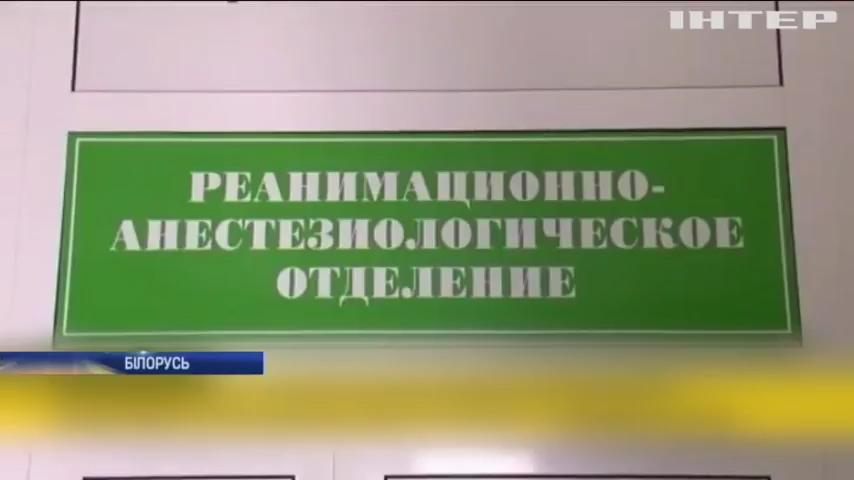 ІНТЕР
РЕАНИМАЦИОННО-
АНЕСТЕЗИОЛОГИЧЕСКОЕ
ОТДЕЛЕНИЕ
БІЛОРУСЬ